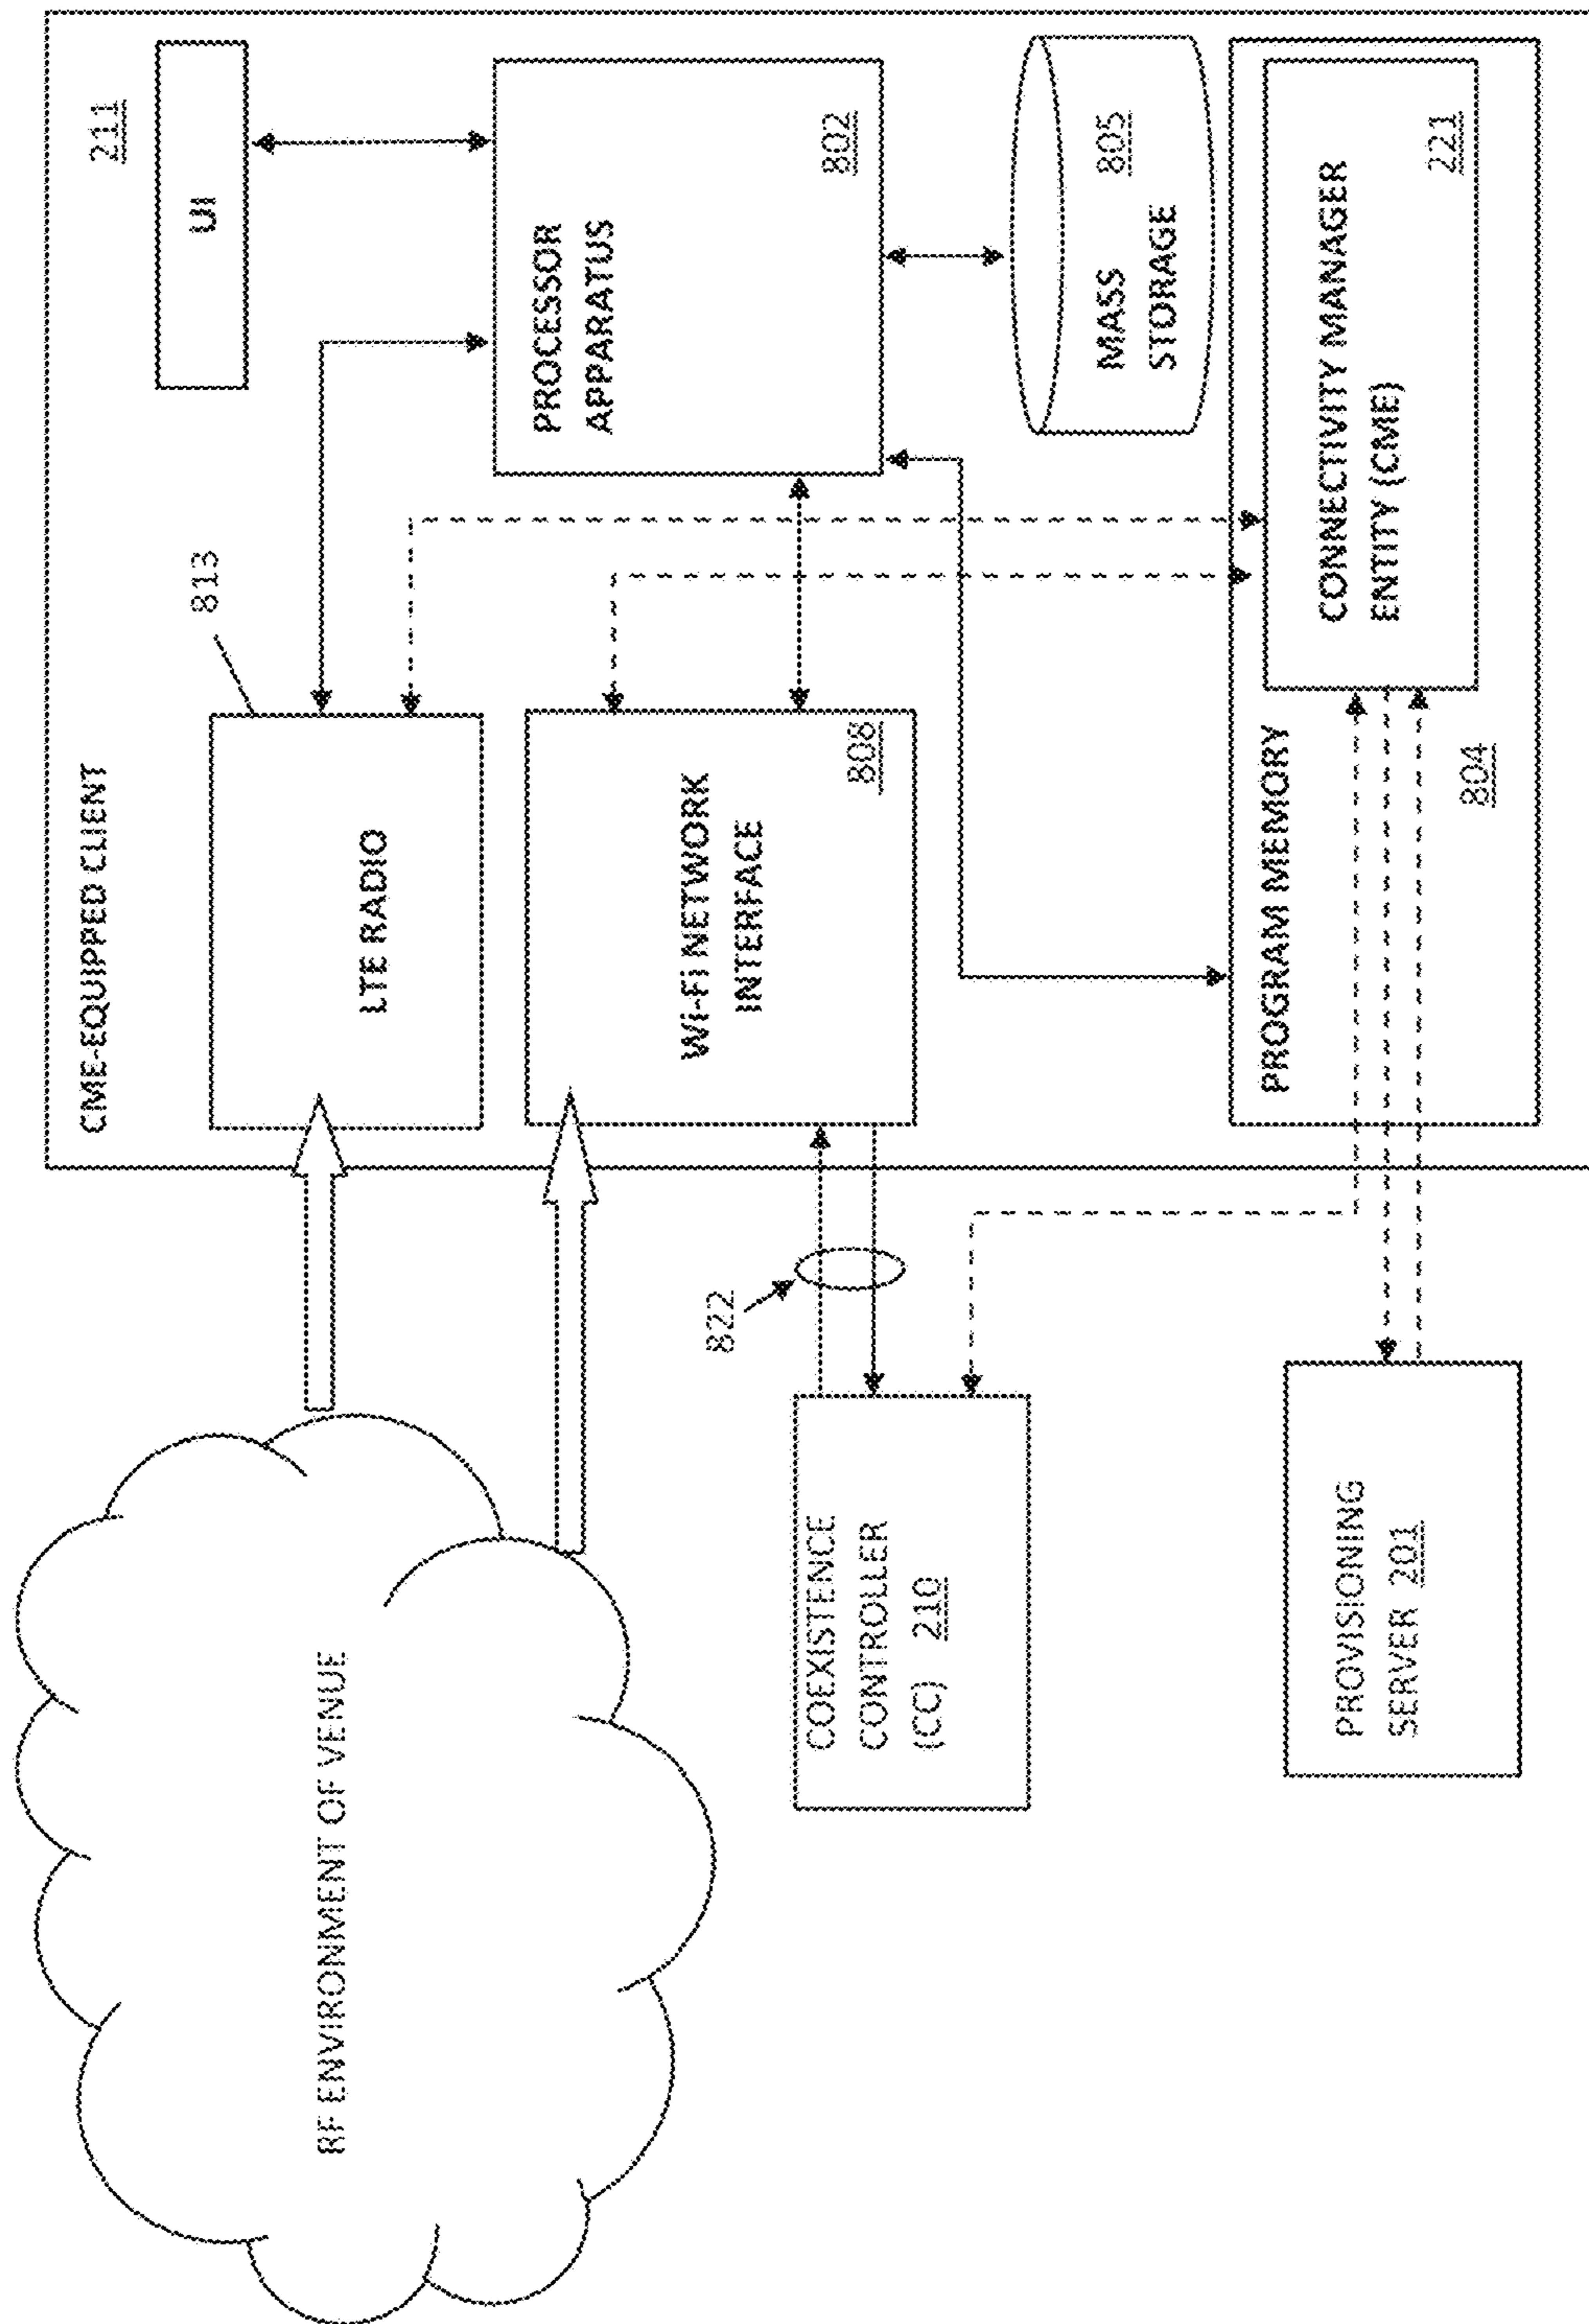 CME-EQUIPPED CLIENT
211
UI
813
LTE RADIO
PROCESSOR
APPARATUS
802
RF ENVIRONMENT OF VENUE
Wi-Fi NETWORK
INTERFACE
808
822
COEXISTENCE
CONTROLLER
(CC) 210
MASS
STORAGE
805
PROGRAM MEMORY
804
CONNECTIVITY MANAGER
ENTITY (CME)
221
PROVISIONING
SERVER 201